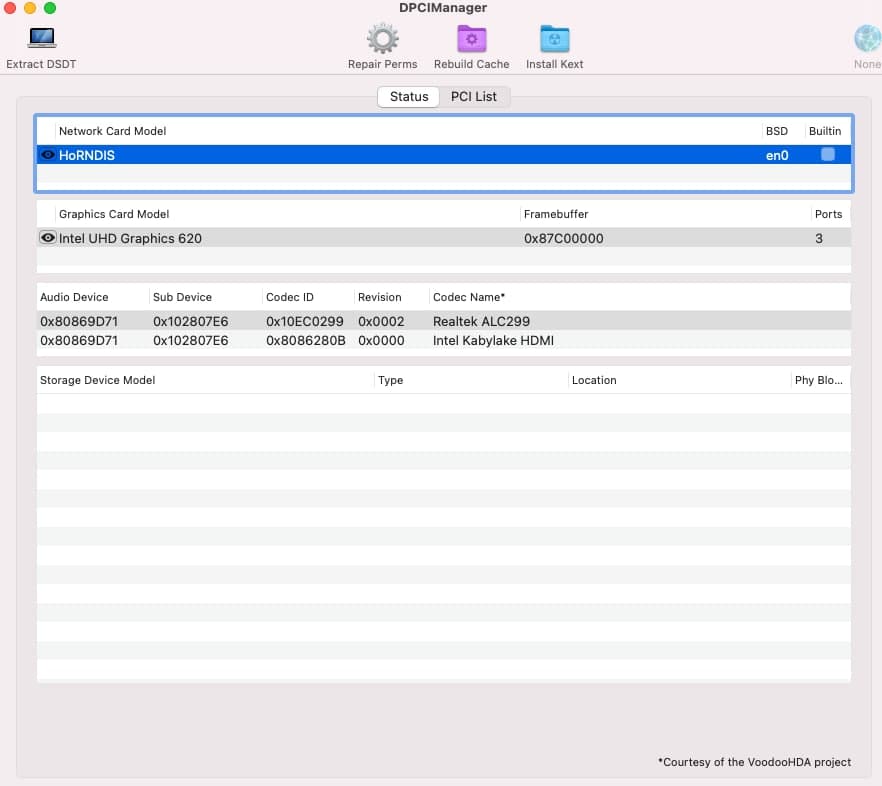 DPCIManager
Extract DSDT Repair Perms Rebuild Cache Install Kext None
Status PCI List
Network Card Model BSD Builtin
HoRNDIS en0
Graphics Card Model Framebuffer Ports
Intel UHD Graphics 620 0x87C00000 3
Audio Device Sub Device Codec ID Revision Codec Name*
0x80869D71 0x102807E6 0x10EC0299 0x0002 Realtek ALC299
0x80869D71 0x102807E6 0x8086280B 0x0000 Intel Kabylake HDMI
Storage Device Model Type Location Phy Blo...
*Courtesy of the VoodooHDA project